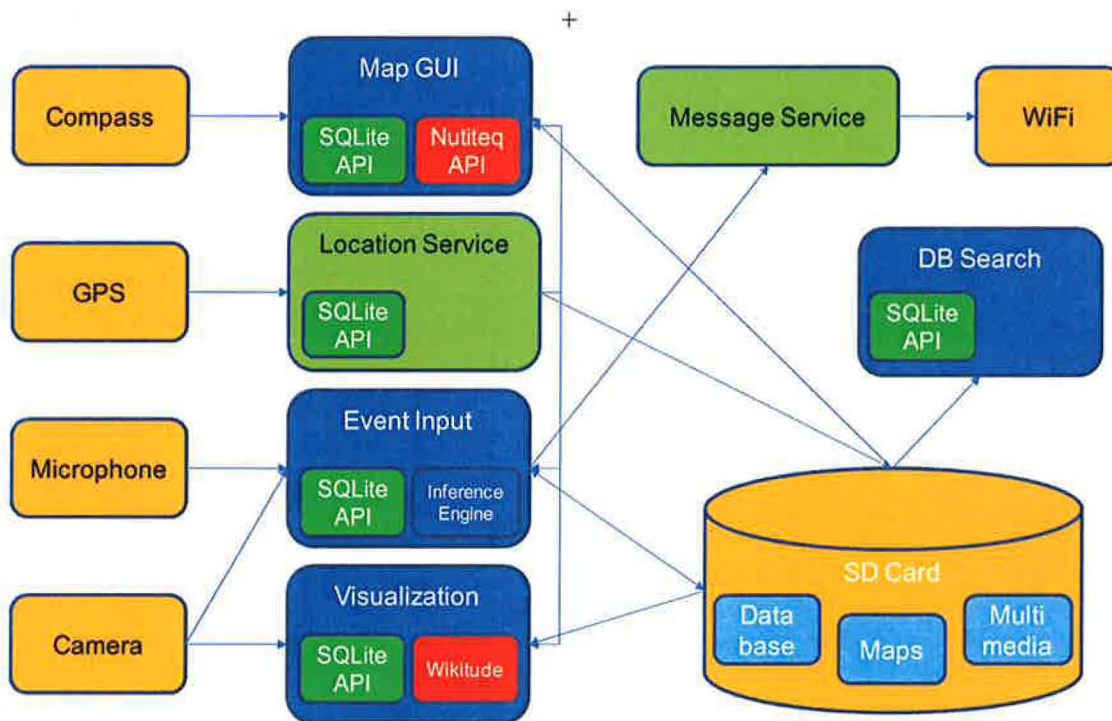 +
Map GUI
Compass
SQLite
API
Nutiteq
API
Message Service
WiFi
Location Service
GPS
SQLite
API
DB Search
SQLite
API
Event Input
Microphone
SQLite
API
Inference
Engine
SD Card
Data
base
Maps
Multi
media
Visualization
Camera
SQLite
API
Wikitude